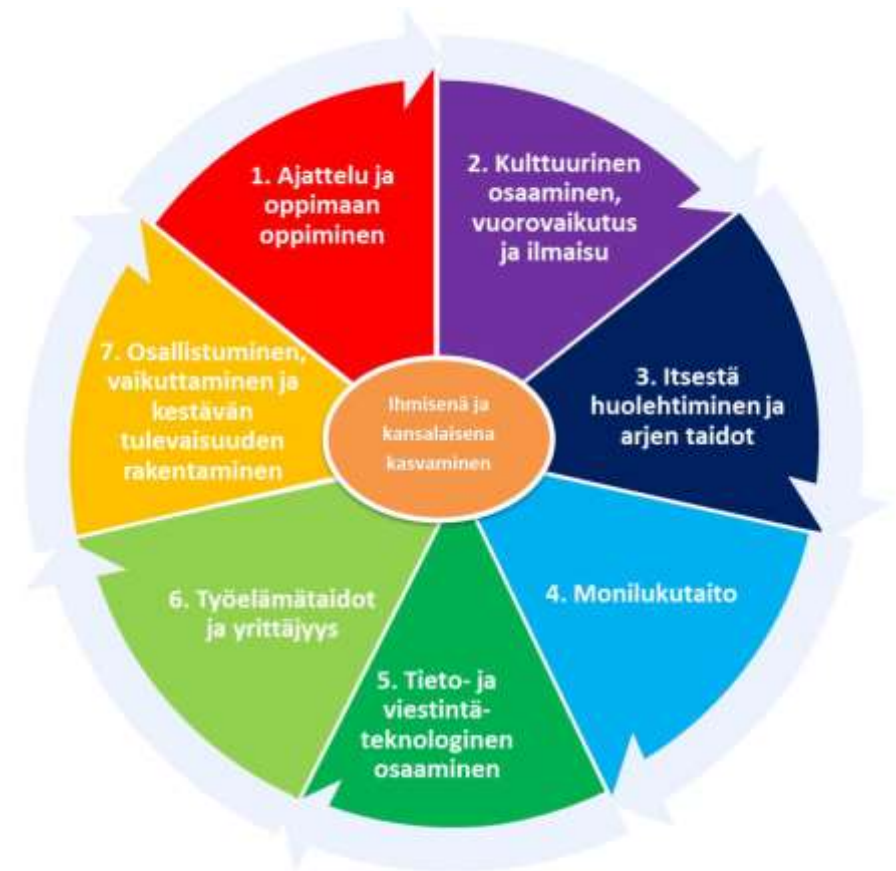 1. Ajattelu ja
oppimaan
oppiminen
2. Kulttuurinen
osaaminen,
vuorovaikutus
ja ilmaisu
3. Itsestä
huolehtiminen ja
arjen taidot
4. Monilukutaito
5. Tieto- ja
viestintä-
teknologinen
osaaminen
6. Työelämätaidot
ja yrittäjyys
7. Osallistuminen,
vaikuttaminen ja
kestävän
tulevaisuuden
rakentaminen
Ihmisenä ja
kansalaisena
kasvaminen